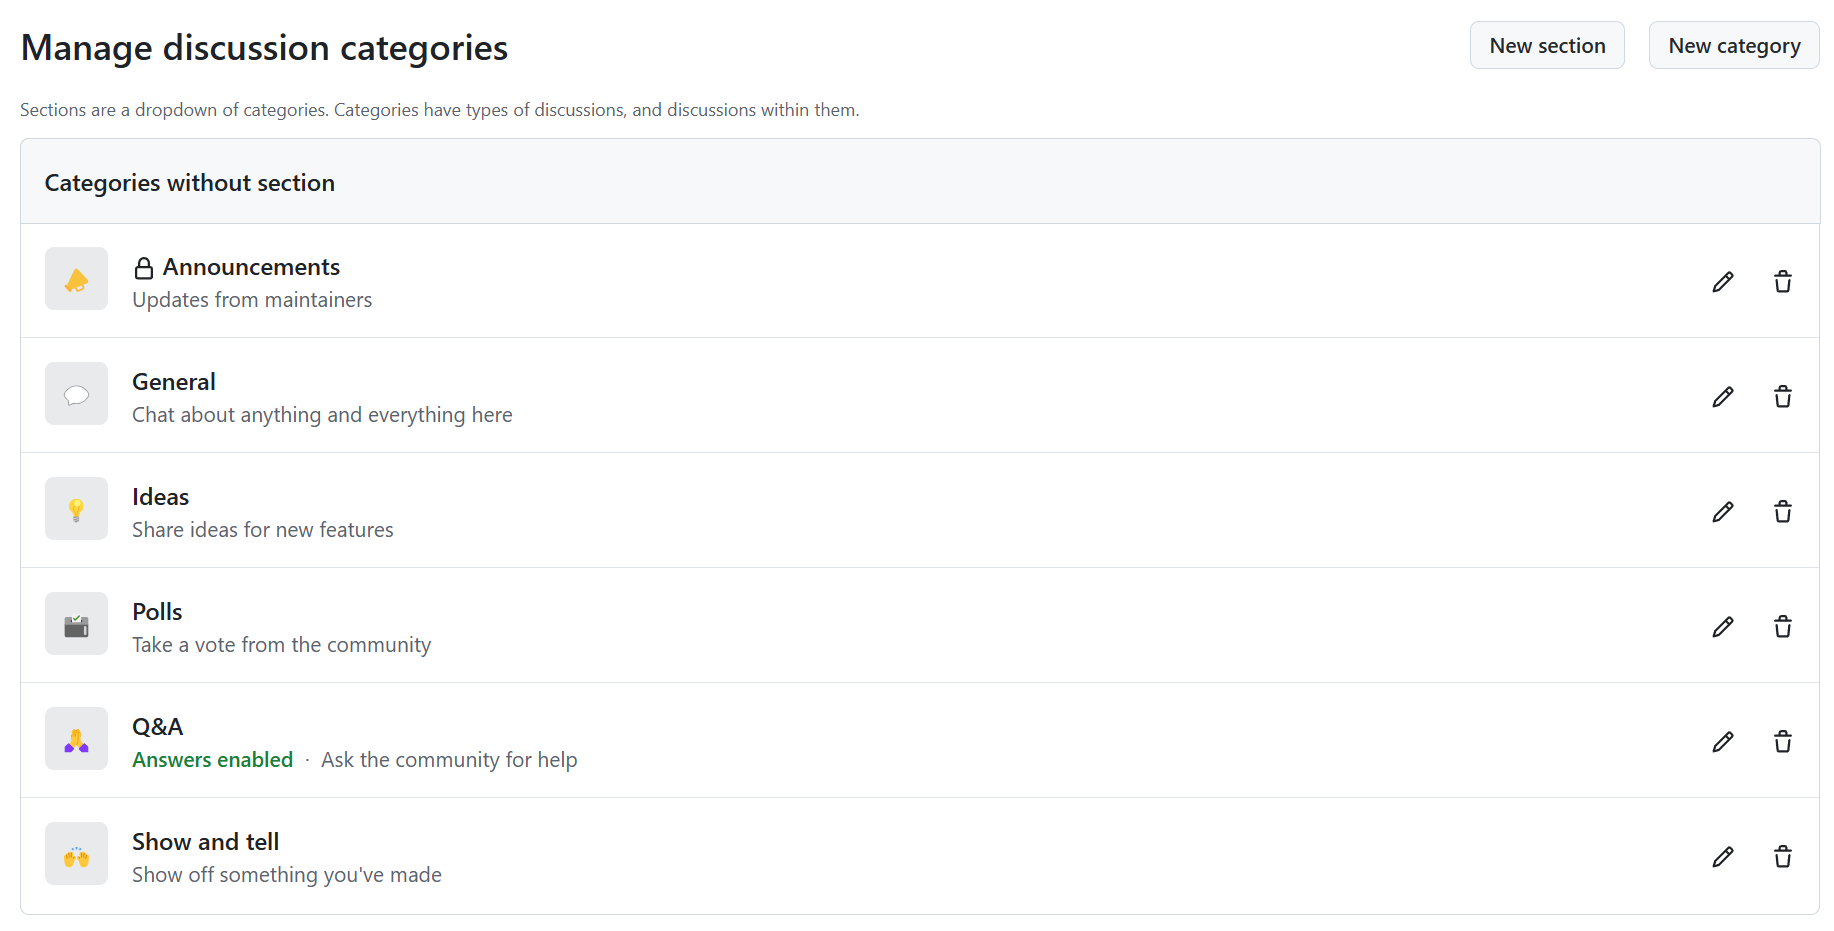 Manage discussion categories
New section
New category
Sections are a dropdown of categories. Categories have types of discussions, and discussions within them.
Categories without section
Announcements
Updates from maintainers
General
Chat about anything and everything here
Ideas
Share ideas for new features
Polls
Take a vote from the community
Q&A
Answers enabled · Ask the community for help
Show and tell
Show off something you've made